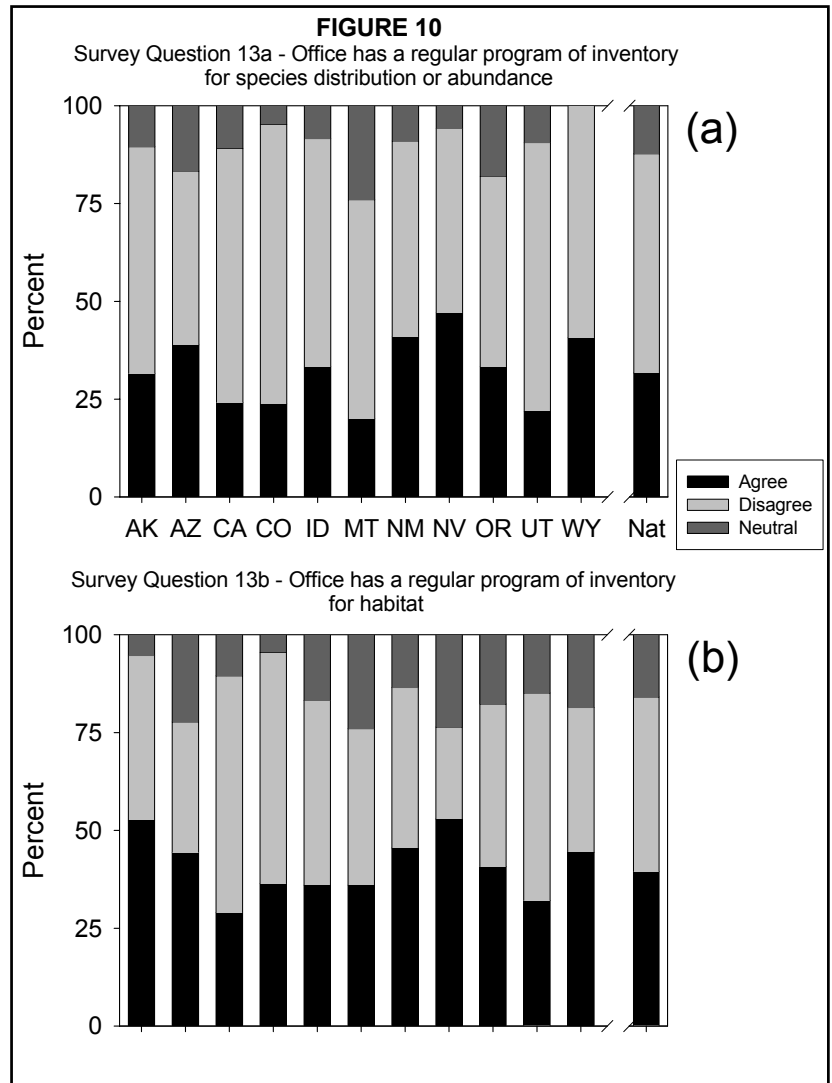 FIGURE 10
Survey Question 13a - Office has a regular program of inventory
for species distribution or abundance
(a)
100
75
50
25
0
Percent
AK AZ CA CO ID MT NM NV OR UT WY Nat
Agree
Disagree
Neutral
Survey Question 13b - Office has a regular program of inventory
for habitat
(b)
100
75
50
25
0
Percent